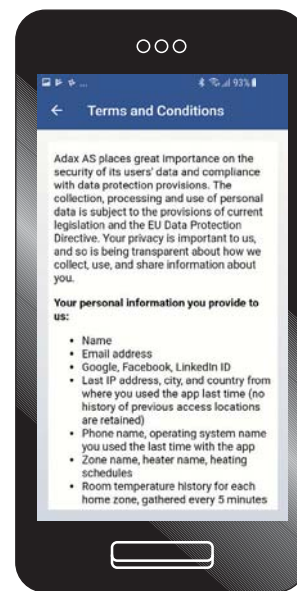 ... 93%
← Terms and Conditions
Adax AS places great importance on the
security of its users' data and compliance
with data protection provisions. The
collection, processing and use of personal
data is subject to the provisions of current
legislation and the EU Data Protection
Directive. Your privacy is important to us,
and so is being transparent about how we
collect, use, and share information about
you.
Your personal information you provide to
us:
• Name
• Email address
• Google, Facebook, LinkedIn ID
• Last IP address, city, and country from
where you used the app last time (no
history of previous access locations
are retained)
• Phone name, operating system name
you used the last time with the app
• Zone name, heater name, heating
schedules
• Room temperature history for each
home zone, gathered every 5 minutes